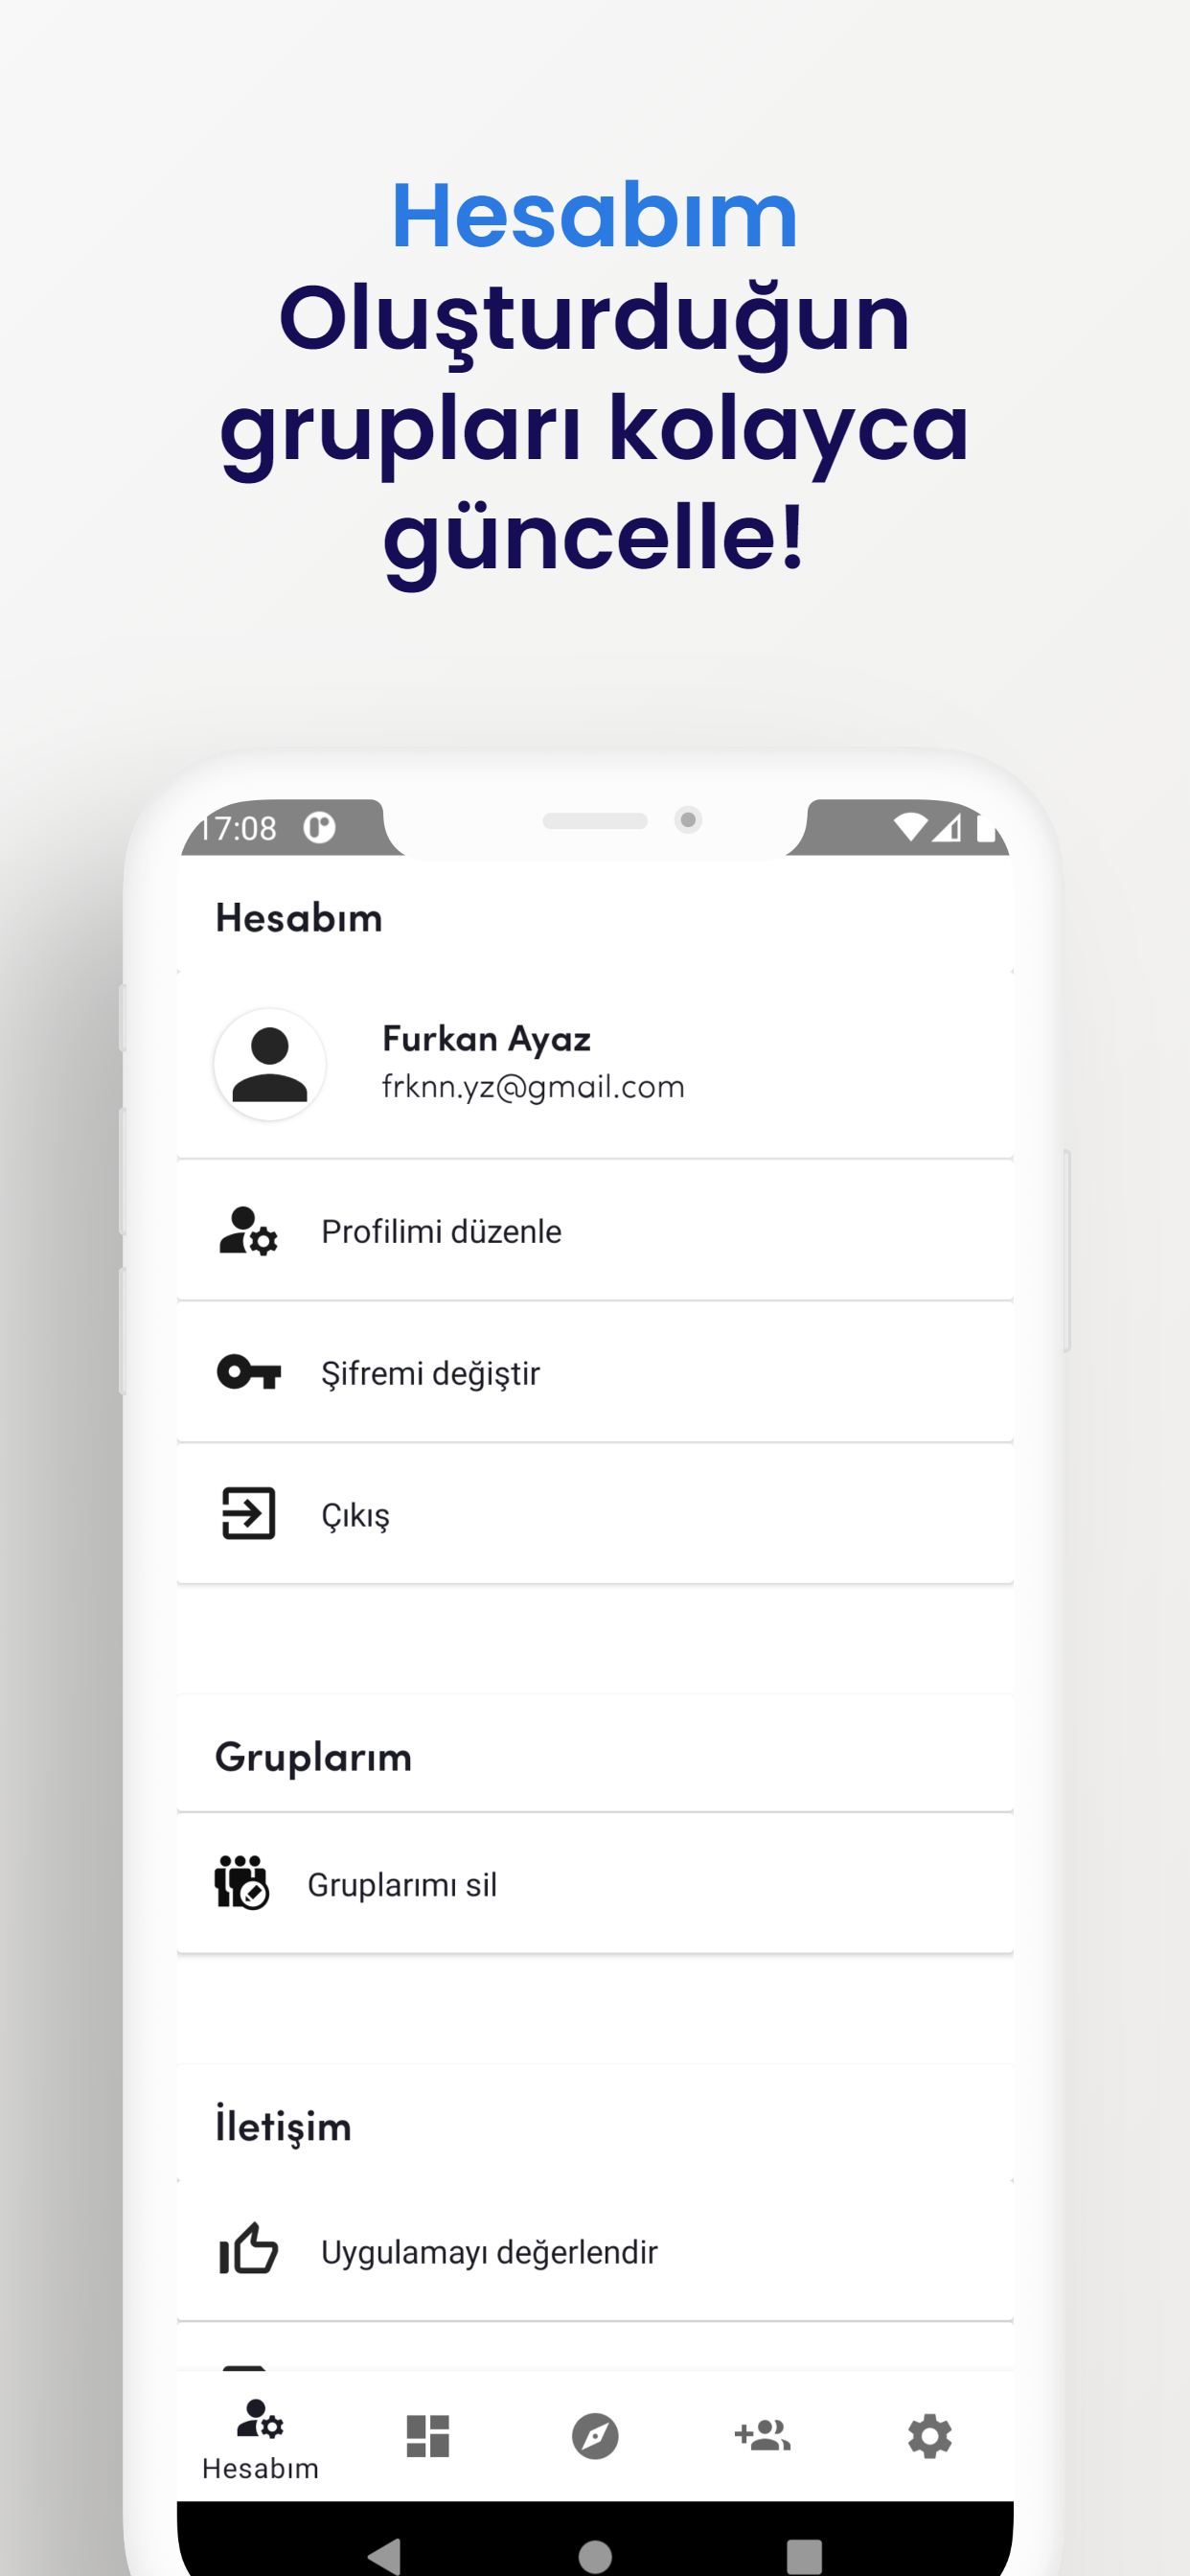 Hesabım
Oluşturduğun
grupları kolayca
güncelle!
17:08
Hesabım
Furkan Ayaz
frknn.yz@gmail.com
Profilimi düzenle
Şifremi değiştir
Çıkış
Gruplarım
Gruplarımı sil
İletişim
Uygulamayı değerlendir
Hesabım